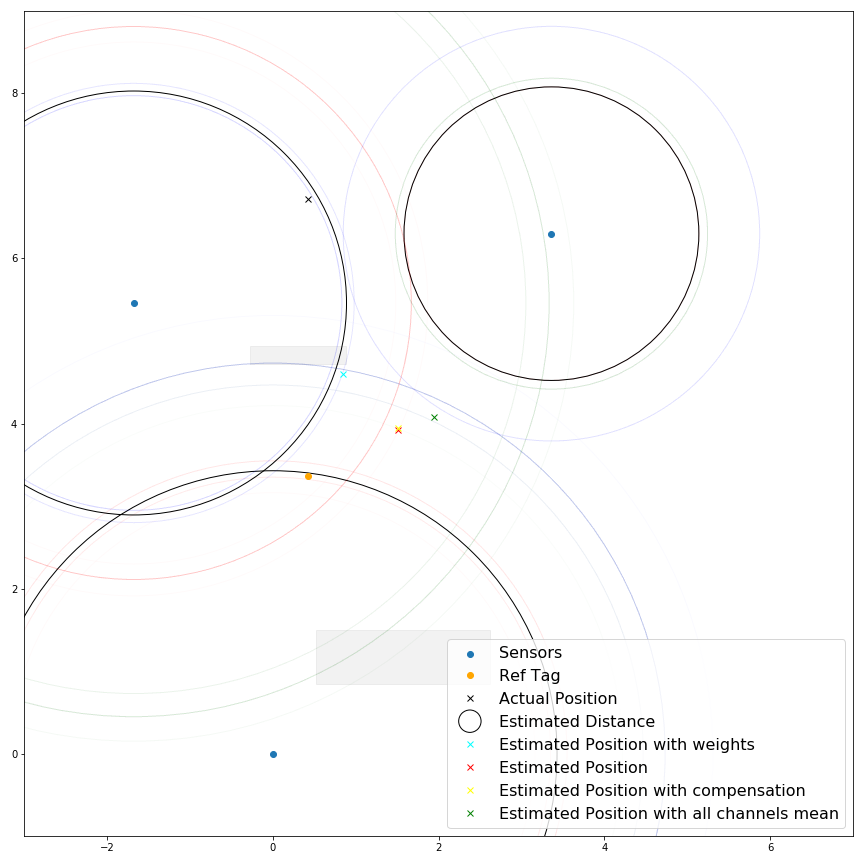 8
6
4
2
0
−2
0
2
4
6
Sensors
Ref Tag
Actual Position
Estimated Distance
Estimated Position with weights
Estimated Position
Estimated Position with compensation
Estimated Position with all channels mean